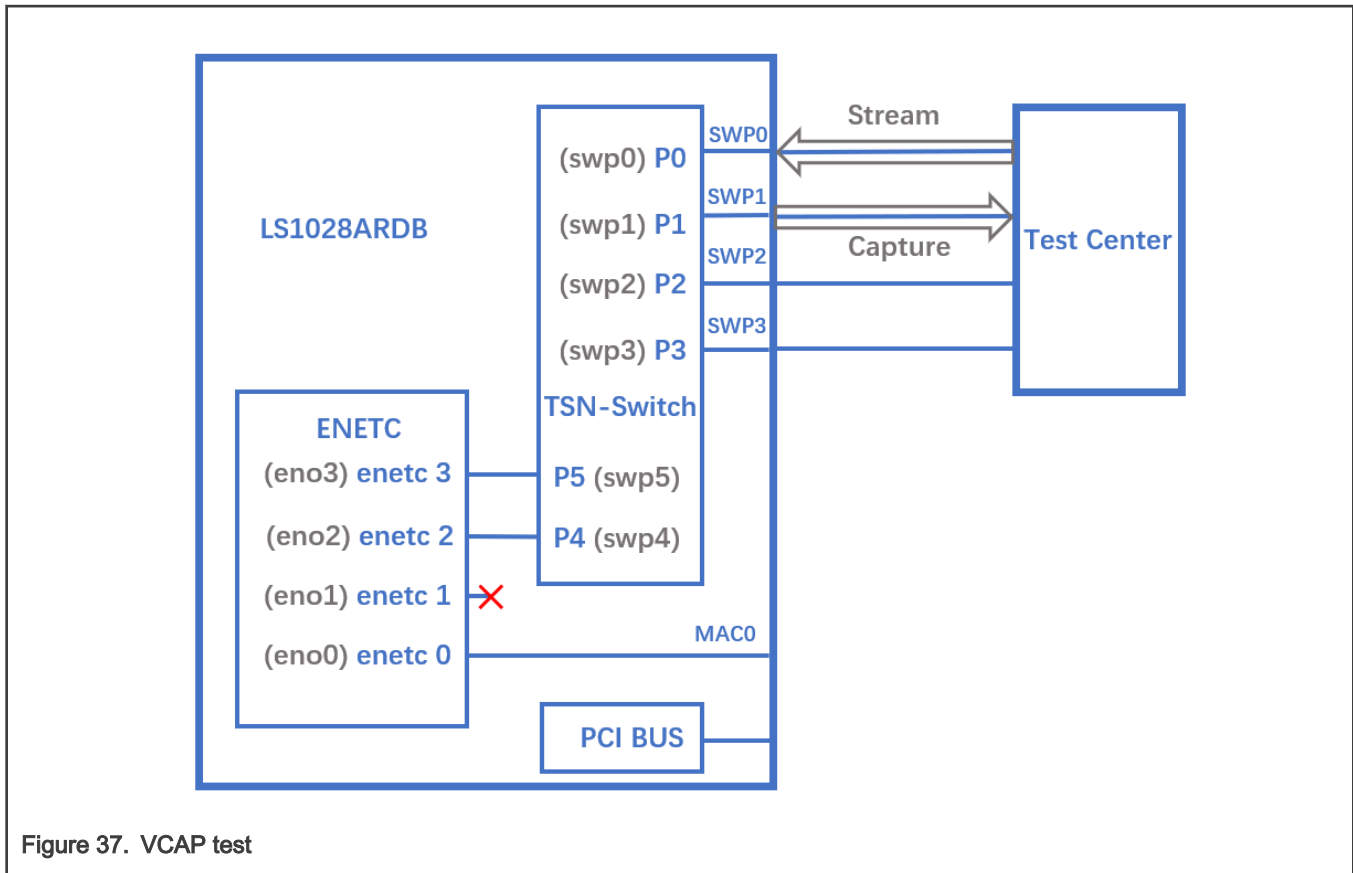 LS1028ARDB
(swp0) P0
(swp1) P1
(swp2) P2
(swp3) P3
TSN-Switch
P5 (swp5)
P4 (swp4)
SWP0
SWP1
SWP2
SWP3
Stream
Capture
Test Center
ENETC
(eno3) enetc 3
(eno2) enetc 2
(eno1) enetc 1
(eno0) enetc 0
MAC0
PCI BUS
Figure 37. VCAP test